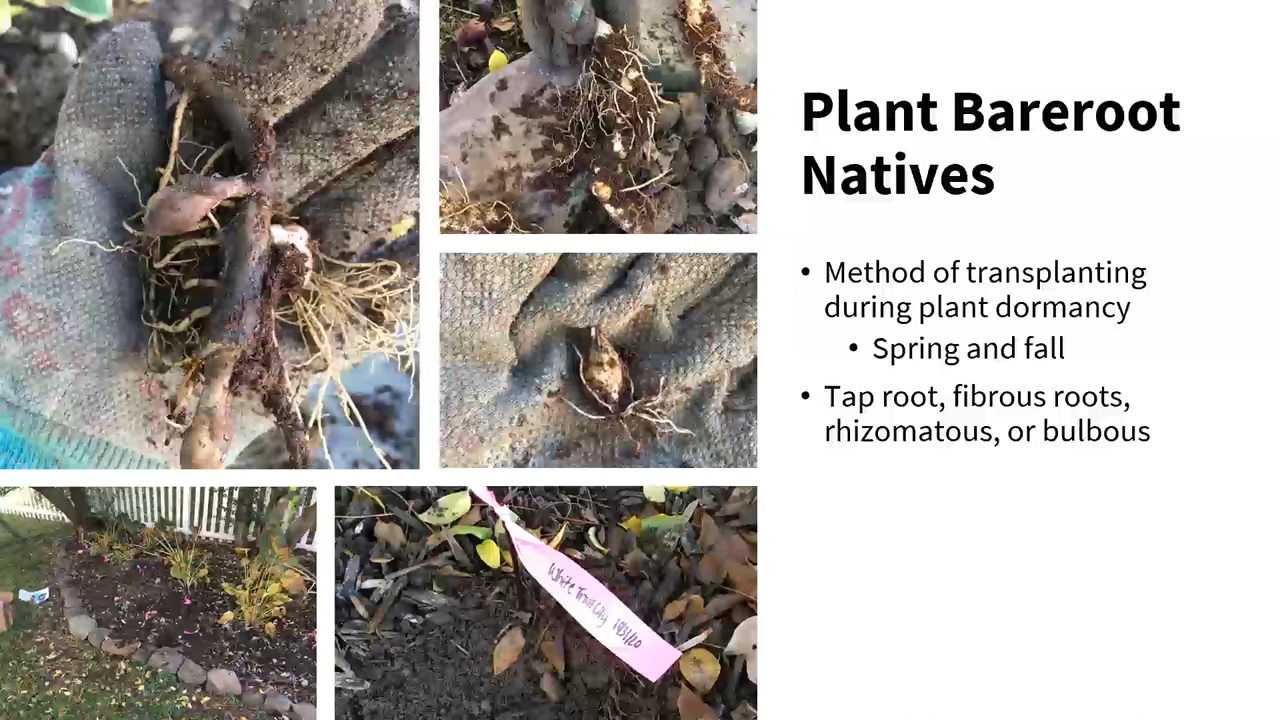 Plant Bareroot
Natives
• Method of transplanting
during plant dormancy
• Spring and fall
• Tap root, fibrous roots,
rhizomatous, or bulbous
White Trout Lily